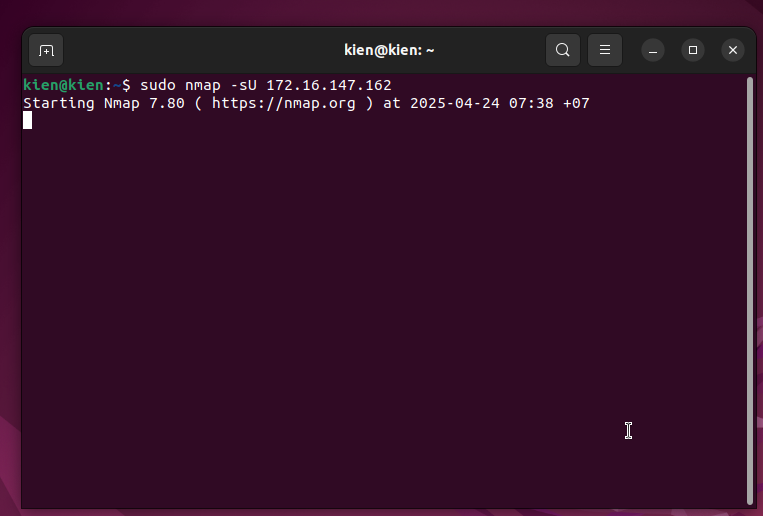 kien@kien: ~
kien@kien:~$ sudo nmap -sU 172.16.147.162
Starting Nmap 7.80 ( https://nmap.org ) at 2025-04-24 07:38 +07